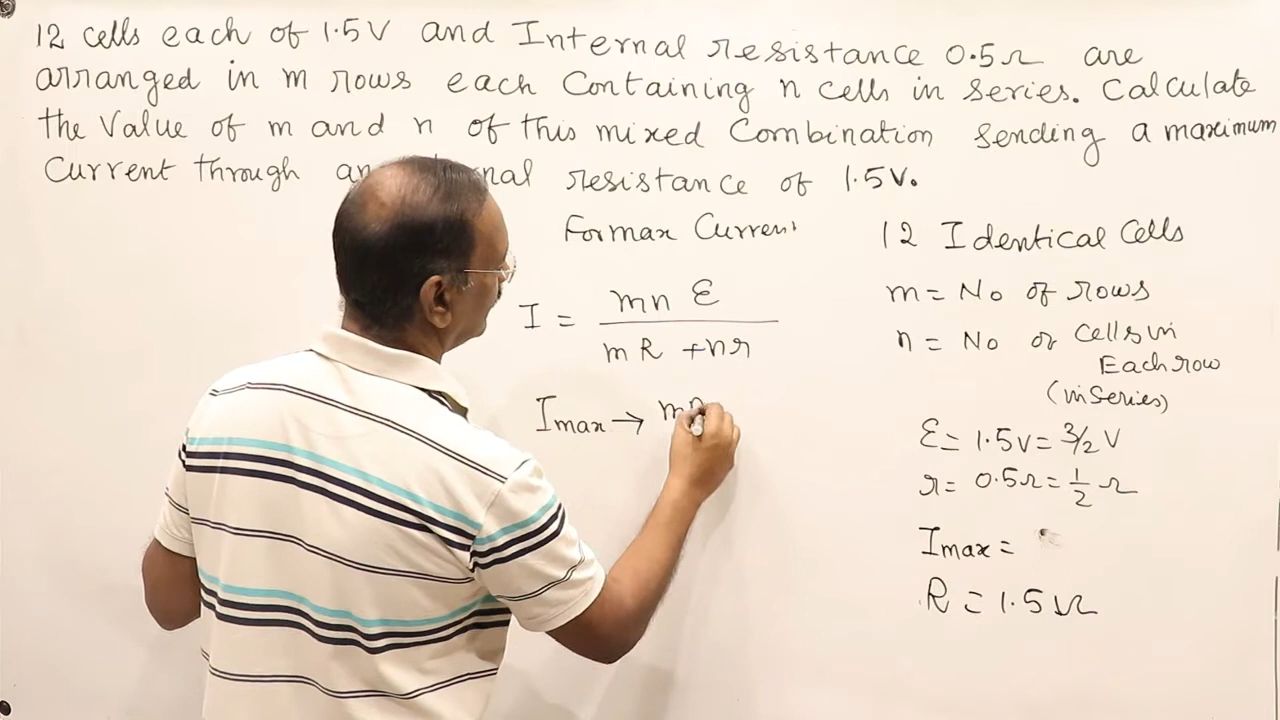 12 cells each of 1.5V and Internal resistance 0.5Ω are
arranged in m rows each Containing n cells in series. Calculate
the Value of m and n of this mixed Combination sending a maximum
Current through an nal resistance of 1.5V.
For max Curren
I = mn ε / mR + nr
Imax → m
12 Identical Cells
m = No of rows
n = No of Cells in
Each row
(in Series)
ε = 1.5V = 3/2 V
r = 0.5Ω = 1/2 Ω
Imax =
R = 1.5Ω